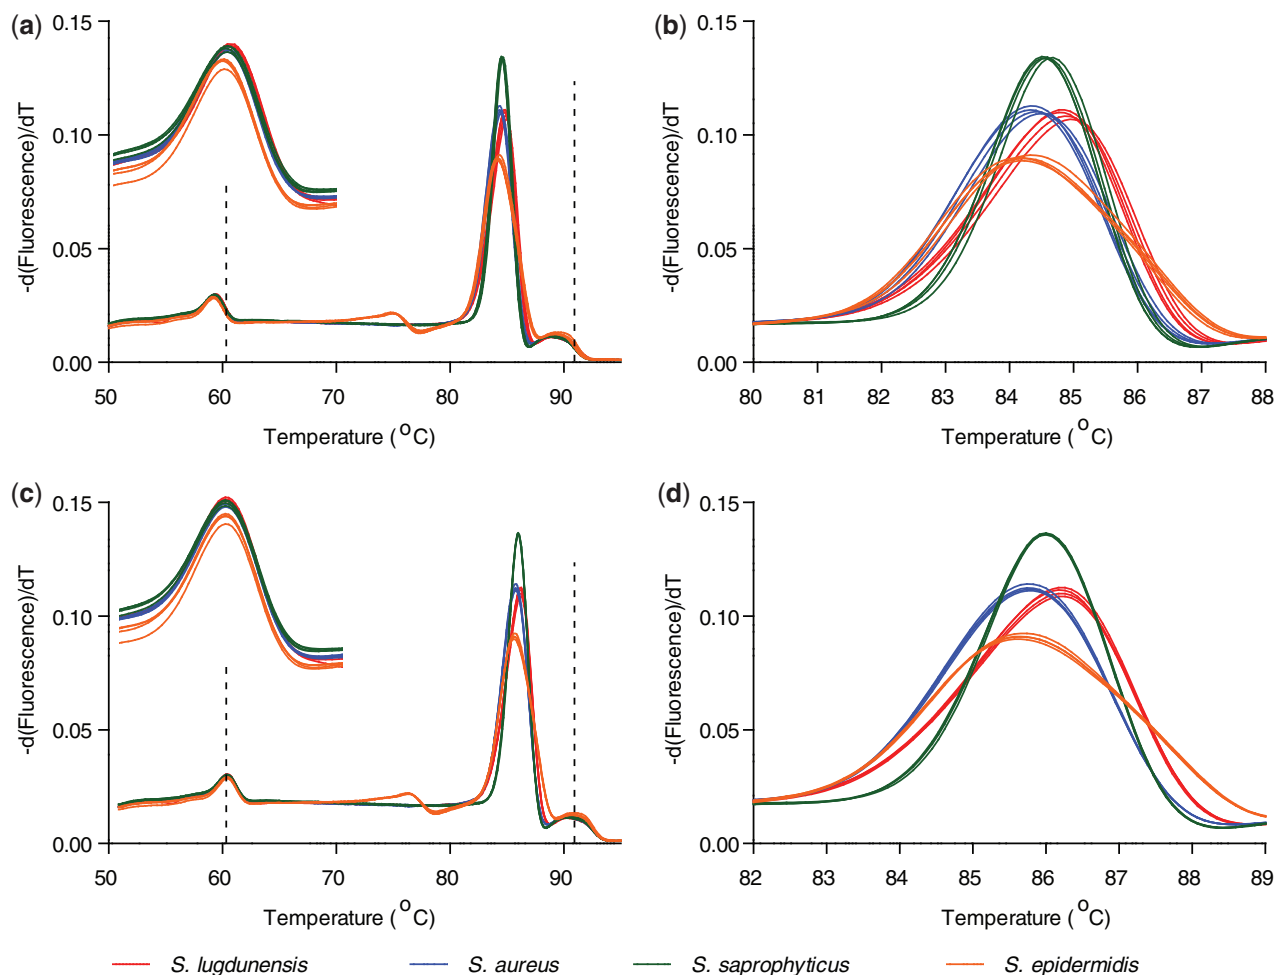 (a)
0.15
0.10
0.05
0.00
-d(Fluorescence)/dT
50 60 70 80 90
Temperature (°C)
(b)
0.15
0.10
0.05
0.00
-d(Fluorescence)/dT
80 81 82 83 84 85 86 87 88
Temperature (°C)
(c)
0.15
0.10
0.05
0.00
-d(Fluorescence)/dT
50 60 70 80 90
Temperature (°C)
(d)
0.15
0.10
0.05
0.00
-d(Fluorescence)/dT
82 83 84 85 86 87 88 89
Temperature (°C)
S. lugdunensis S. aureus S. saprophyticus S. epidermidis